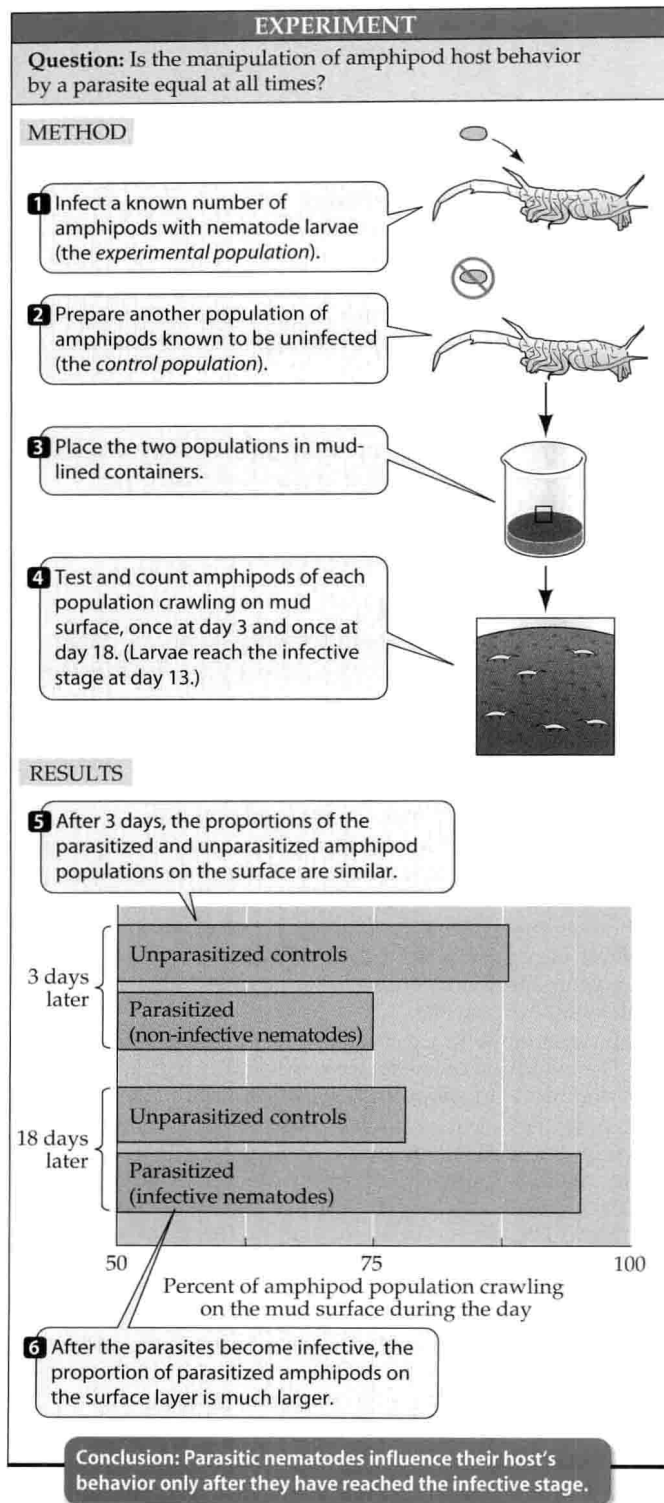 EXPERIMENT
Question: Is the manipulation of amphipod host behavior
by a parasite equal at all times?
METHOD
1 Infect a known number of
amphipods with nematode larvae
(the experimental population).
2 Prepare another population of
amphipods known to be uninfected
(the control population).
3 Place the two populations in mud-
lined containers.
4 Test and count amphipods of each
population crawling on mud
surface, once at day 3 and once at
day 18. (Larvae reach the infective
stage at day 13.)
RESULTS
5 After 3 days, the proportions of the
parasitized and unparasitized amphipod
populations on the surface are similar.
3 days
later
Unparasitized controls
Parasitized
(non-infective nematodes)
18 days
later
Unparasitized controls
Parasitized
(infective nematodes)
50 75 100
Percent of amphipod population crawling
on the mud surface during the day
6 After the parasites become infective, the
proportion of parasitized amphipods on
the surface layer is much larger.
Conclusion: Parasitic nematodes influence their host's
behavior only after they have reached the infective stage.